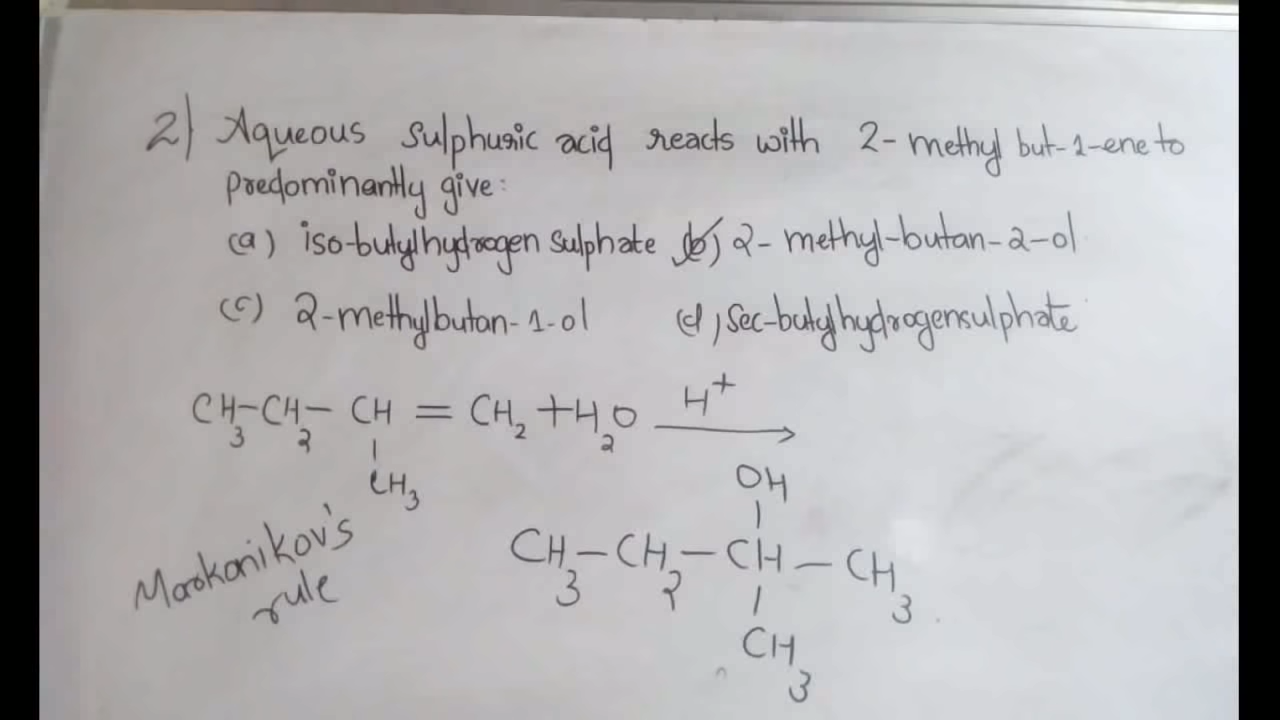 2) Aqueous sulphuric acid reacts with 2-methyl but-1-ene to
predominantly give:
(a) iso-butylhydrogen sulphate (b) 2-methyl-butan-2-ol
(c) 2-methylbutan-1-ol (d) Sec-butylhydrogensulphate
CH3-CH2-CH=CH2+H2O H+
CH3
OH
CH3-CH2-CH-CH3
CH3
Markonikov's
rule